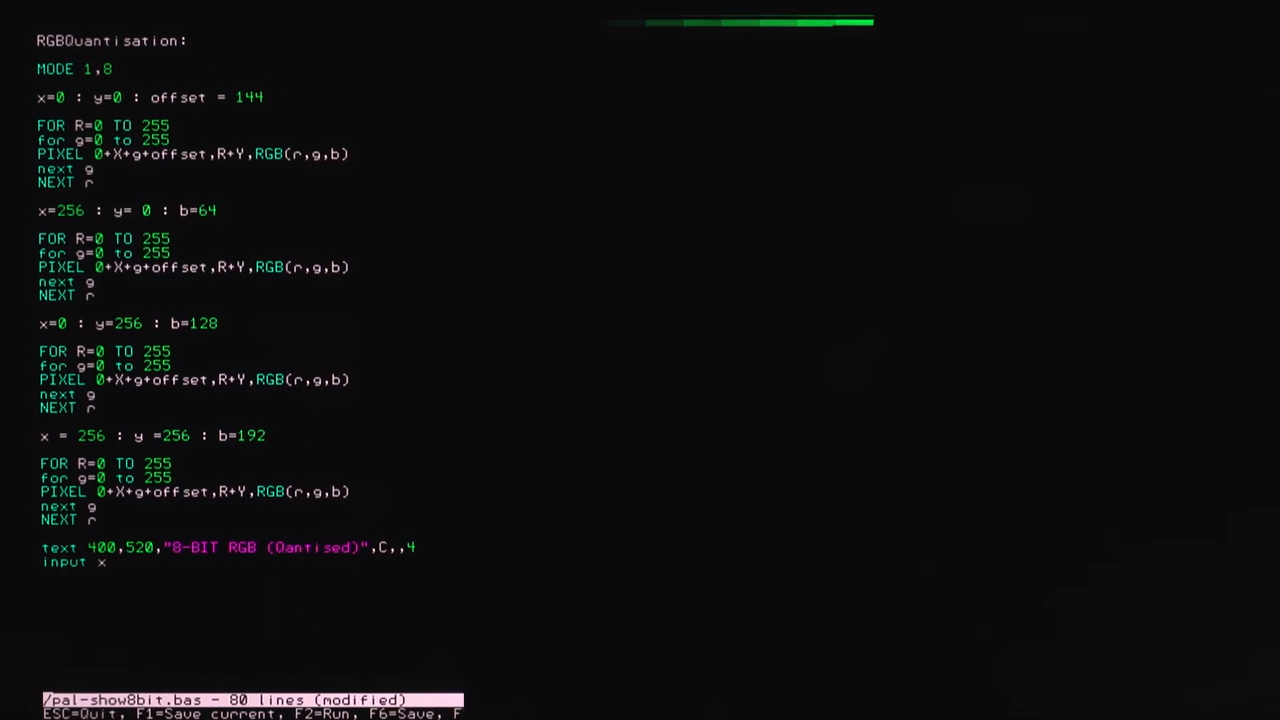 RGBQuantisation:
MODE 1,8
x=0 : y=0 : offset = 144
FOR R=0 TO 255
for g=0 to 255
PIXEL 0+X+g+offset,R+Y,RGB(r,g,b)
next g
NEXT r
x=256 : y= 0 : b=64
FOR R=0 TO 255
for g=0 to 255
PIXEL 0+X+g+offset,R+Y,RGB(r,g,b)
next g
NEXT r
x=0 : y=256 : b=128
FOR R=0 TO 255
for g=0 to 255
PIXEL 0+X+g+offset,R+Y,RGB(r,g,b)
next g
NEXT r
x = 256 : y =256 : b=192
FOR R=0 TO 255
for g=0 to 255
PIXEL 0+X+g+offset,R+Y,RGB(r,g,b)
next g
NEXT r
text 400,520,"8-BIT RGB (Qantised)",C,,4
input x
/pal-show8bit.bas - 80 lines (modified)
ESC=Quit, F1=Save current, F2=Run, F6=Save, F